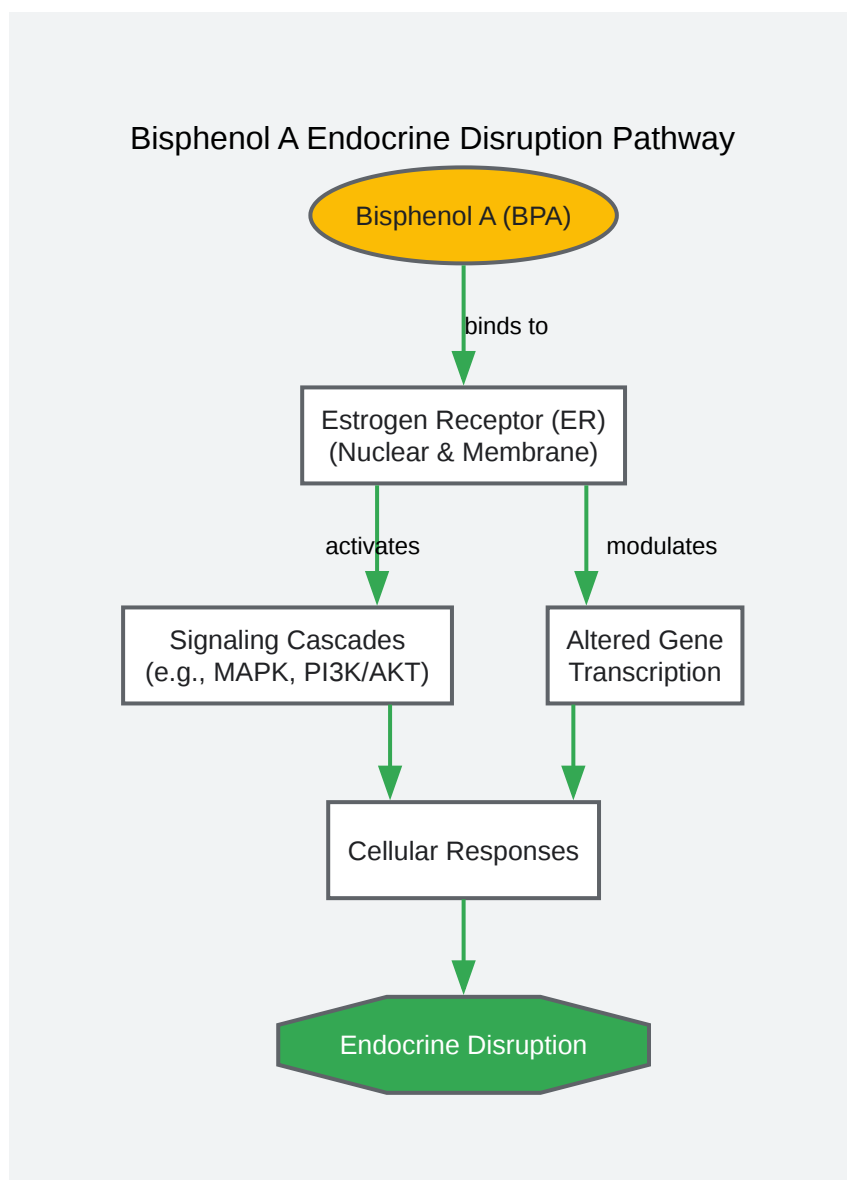 Bisphenol A Endocrine Disruption Pathway
Bisphenol A (BPA)
binds to
Estrogen Receptor (ER)
(Nuclear & Membrane)
activates
modulates
Signaling Cascades
(e.g., MAPK, PI3K/AKT)
Altered Gene
Transcription
Cellular Responses
Endocrine Disruption